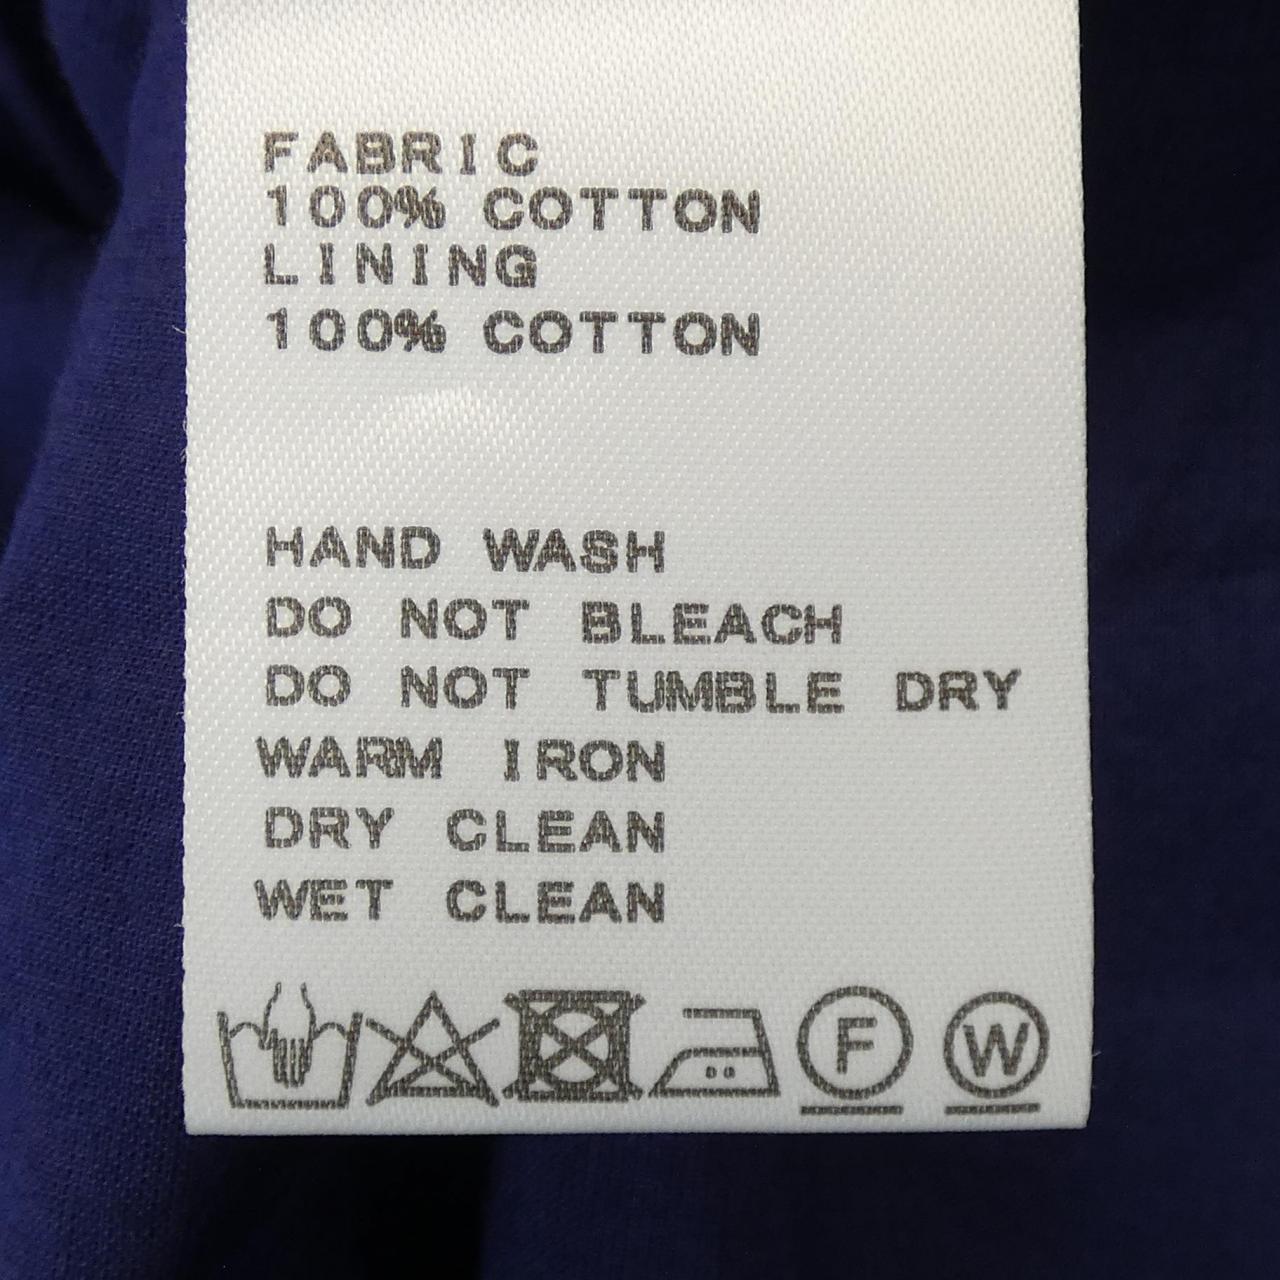 FABRIC
100% COTTON
LINING
100% COTTON
HAND WASH
DO NOT BLEACH
DO NOT TUMBLE DRY
WARM IRON
DRY CLEAN
WET CLEAN
F W